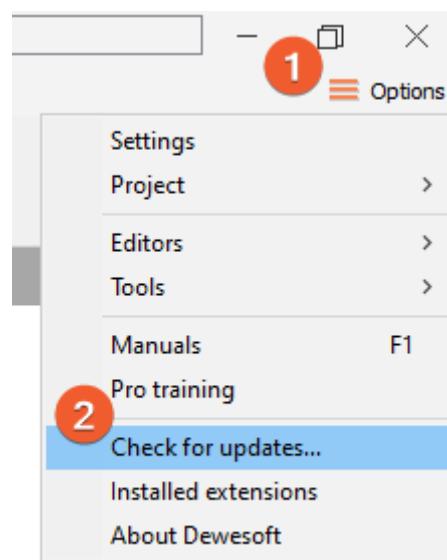 1
Options
Settings
Project
Editors
Tools
Manuals F1
Pro training
2
Check for updates...
Installed extensions
About Dewesoft